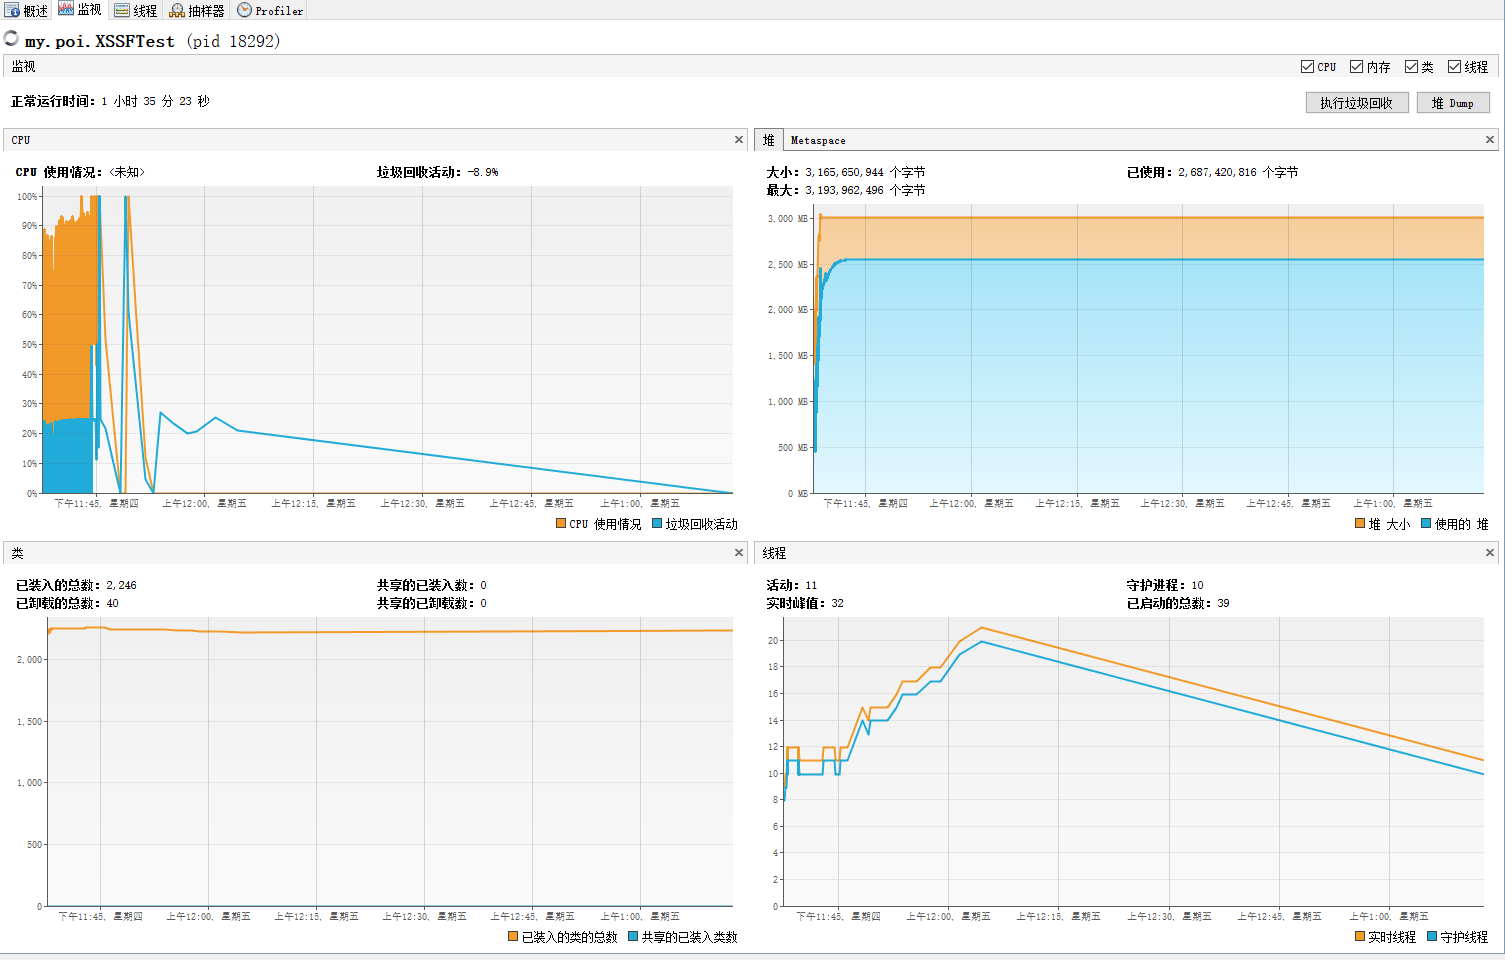 概述 监视 线程 抽样器 Profiler
my.poi.XSSFTest (pid 18292)
监视 CPU 内存 类 线程
正常运行时间: 1 小时 35 分 23 秒 执行垃圾回收 堆 Dump
CPU
CPU 使用情况: <未知> 垃圾回收活动: -8.9%
100%
90%
80%
70%
60%
50%
40%
30%
20%
10%
0%
下午11:45, 星期四 上午12:00, 星期五 上午12:15, 星期五 上午12:30, 星期五 上午12:45, 星期五 上午1:00, 星期五
CPU 使用情况 垃圾回收活动
堆 Metaspace
大小: 3,165,650,944 个字节 已使用: 2,687,420,816 个字节
最大: 3,193,962,496 个字节
3,000 MB
2,500 MB
2,000 MB
1,500 MB
1,000 MB
500 MB
0 MB
下午11:45, 星期四 上午12:00, 星期五 上午12:15, 星期五 上午12:30, 星期五 上午12:45, 星期五 上午1:00, 星期五
堆 大小 使用的 堆
类
已装入的总数: 2,246 共享的已装入数: 0
已卸载的总数: 40 共享的已卸载数: 0
2,000
1,500
1,000
500
0
下午11:45, 星期四 上午12:00, 星期五 上午12:15, 星期五 上午12:30, 星期五 上午12:45, 星期五 上午1:00, 星期五
已装入的类的总数 共享的已装入类数
线程
活动: 11 守护进程: 10
实时峰值: 32 已启动的总数: 39
20
18
16
14
12
10
8
6
4
2
0
下午11:45, 星期四 上午12:00, 星期五 上午12:15, 星期五 上午12:30, 星期五 上午12:45, 星期五 上午1:00, 星期五
实时线程 守护线程